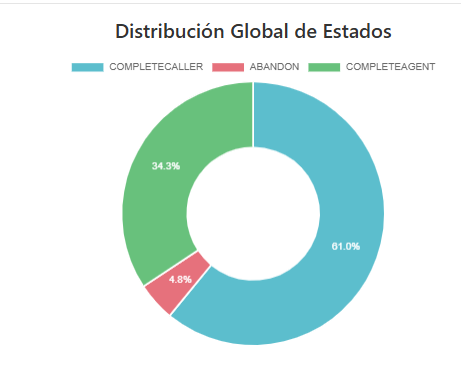 Distribución Global de Estados
COMPLETECALLER ABANDON COMPLETEAGENT
34.3%
61.0%
4.8%